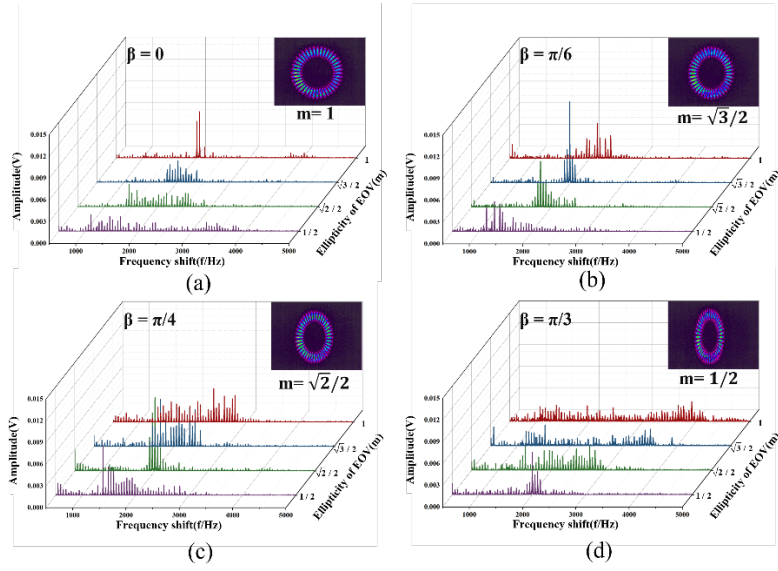 β = 0
m= 1
0.015
0.012
0.009
0.006
0.003
0.000
Amplitude(V)
1000
2000
3000
4000
5000
Frequency shift(f/Hz)
1
√3 / 2
√2 / 2
1 / 2
Ellipticity of EOV(m)
(a)
β = π/6
m= √3/2
0.015
0.012
0.009
0.006
0.003
0.000
Amplitude(V)
1000
2000
3000
4000
5000
Frequency shift(f/Hz)
1
√3 / 2
√2 / 2
1 / 2
Ellipticity of EOV(m)
(b)
β = π/4
m= √2/2
0.015
0.012
0.009
0.006
0.003
0.000
Amplitude(V)
1000
2000
3000
4000
5000
Frequency shift(f/Hz)
1
√3 / 2
√2 / 2
1 / 2
Ellipticity of EOV(m)
(c)
β = π/3
m= 1/2
0.015
0.012
0.009
0.006
0.003
0.000
Amplitude(V)
1000
2000
3000
4000
5000
Frequency shift(f/Hz)
1
√3 / 2
√2 / 2
1 / 2
Ellipticity of EOV(m)
(d)